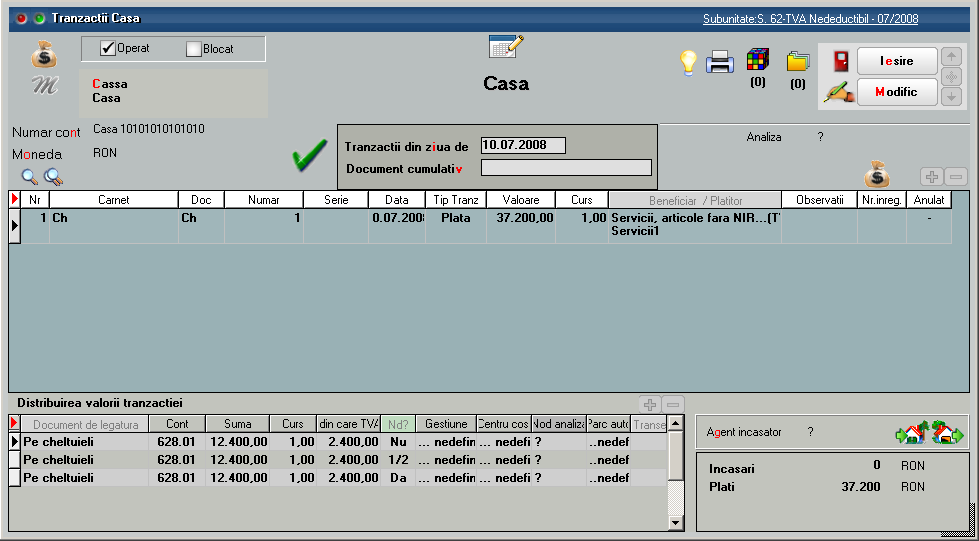 Tranzactii Casa
Subunitate:S. 62-TVA Nedeductibil - 07/2008
Operat
Blocat
Casa
Cassa
Casa
(0)
(0)
Iesire
Modific
Numar cont
Casa 10101010101010
Moneda
RON
Tranzactii din ziua de 10.07.2008
Document cumulativ
Analiza ?
Nr Carnet Doc Numar Serie Data Tip Tranz Valoare Curs Beneficiar / Platitor Observatii Nr.inreg. Anulat
1 Ch Ch 1 0.07.200 Plata 37.200,00 1,00 Servicii, articole fara NIR...(T -
Servicii1
Distribuirea valorii tranzactiei
Document de legatura Cont Suma Curs din care TVA Nd? Gestiune Centru cos Nod analiza Parc auto Transe
Pe cheltuieli 628.01 12.400,00 1,00 2.400,00 Nu ... nedefin ... nedefi ? ..nedef
Pe cheltuieli 628.01 12.400,00 1,00 2.400,00 1/2 ... nedefin ... nedefi ? ..nedef
Pe cheltuieli 628.01 12.400,00 1,00 2.400,00 Da ... nedefin ... nedefi ? ..nedef
Agent incasator ?
Incasari 0 RON
Plati 37.200 RON